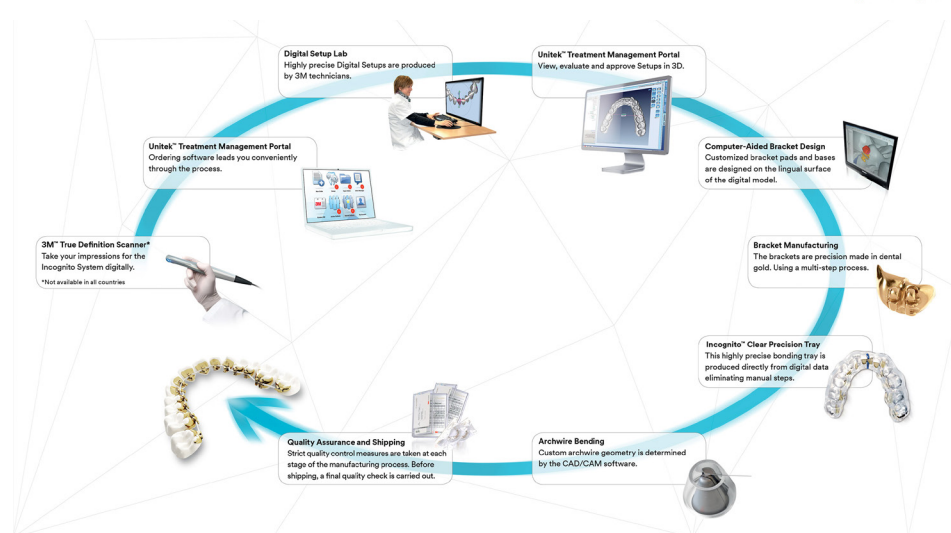 Digital Setup Lab
Highly precise Digital Setups are produced
by 3M technicians.
Unitek™ Treatment Management Portal
View, evaluate and approve Setups in 3D.
Unitek™ Treatment Management Portal
Ordering software leads you conveniently
through the process.
Computer-Aided Bracket Design
Customized bracket pads and bases
are designed on the lingual surface
of the digital model.
3M™ True Definition Scanner*
Take your impressions for the
Incognito System digitally.
*Not available in all countries
Bracket Manufacturing
The brackets are precision made in dental
gold. Using a multi-step process.
Incognito™ Clear Precision Tray
This highly precise bonding tray is
produced directly from digital data
eliminating manual steps.
Quality Assurance and Shipping
Strict quality control measures are taken at each
stage of the manufacturing process. Before
shipping, a final quality check is carried out.
Archwire Bending
Custom archwire geometry is determined
by the CAD/CAM software.